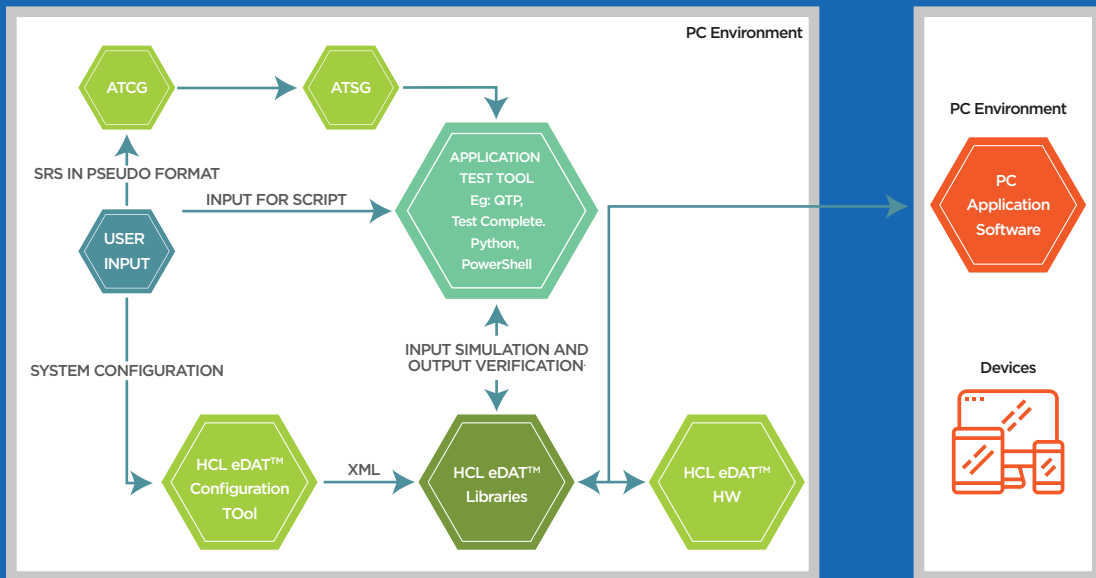 PC Environment
ATCG
ATSG
SRS IN PSEUDO FORMAT
INPUT FOR SCRIPT
USER
INPUT
APPLICATION
TEST TOOL
Eg: QTP,
Test Complete.
Python,
PowerShell
SYSTEM CONFIGURATION
INPUT SIMULATION AND
OUTPUT VERIFICATION
HCL eDAT™
Configuration
TOol
XML
HCL eDAT™
Libraries
HCL eDAT™
HW
PC Environment
PC
Application
Software
Devices